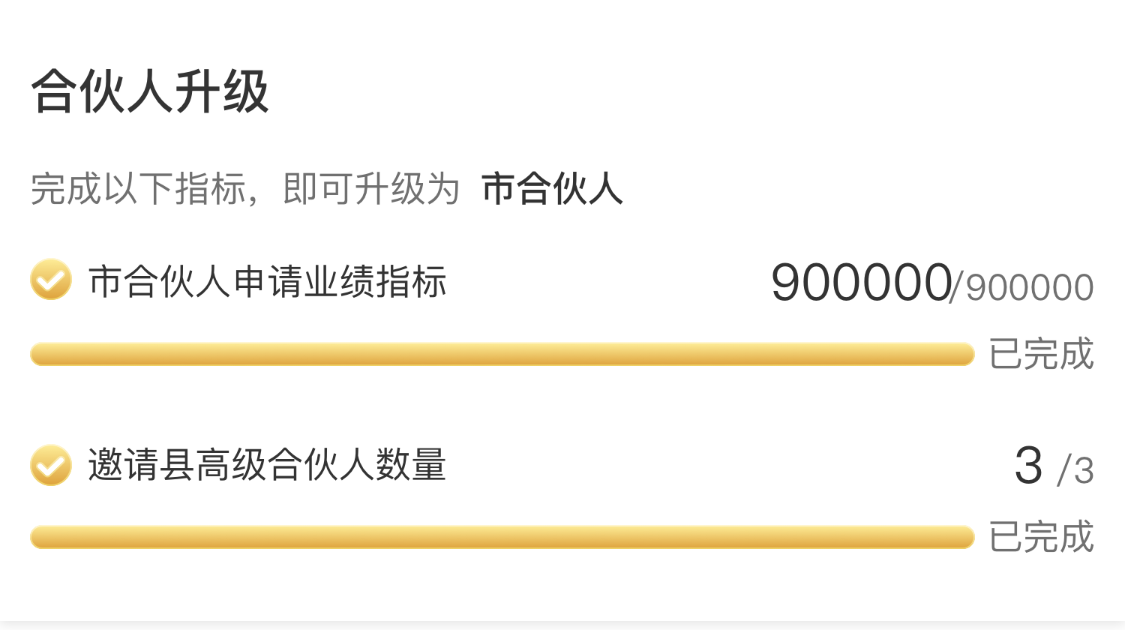 合伙人升级
完成以下指标，即可升级为 市合伙人
市合伙人申请业绩指标 900000/900000
已完成
邀请县高级合伙人数量 3 /3
已完成